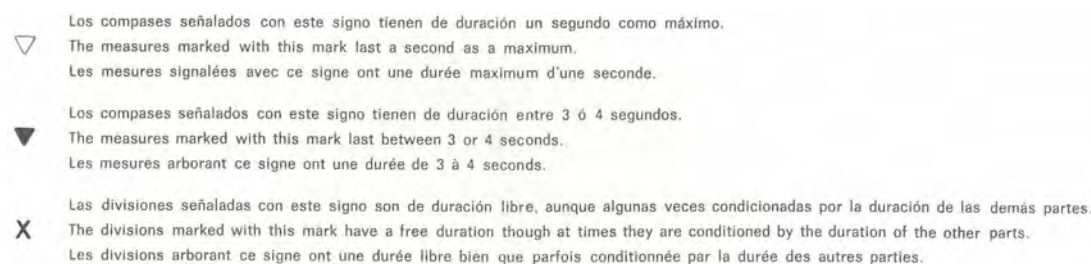 Los compases señalados con este signo tienen de duración un segundo como máximo.
The measures marked with this mark last a second as a maximum.
Les mesures signalées avec ce signe ont une durée maximum d'une seconde.
Los compases señalados con este signo tienen de duración entre 3 ó 4 segundos.
The measures marked with this mark last between 3 or 4 seconds.
Les mesures arborant ce signe ont une durée de 3 à 4 seconds.
Las divisiones señaladas con este signo son de duración libre, aunque algunas veces condicionadas por la duración de las demás partes.
X The divisions marked with this mark have a free duration though at times they are conditioned by the duration of the other parts.
Les divisions arborant ce signe ont une durée libre bien que parfois conditionnée par la durée des autres parties.